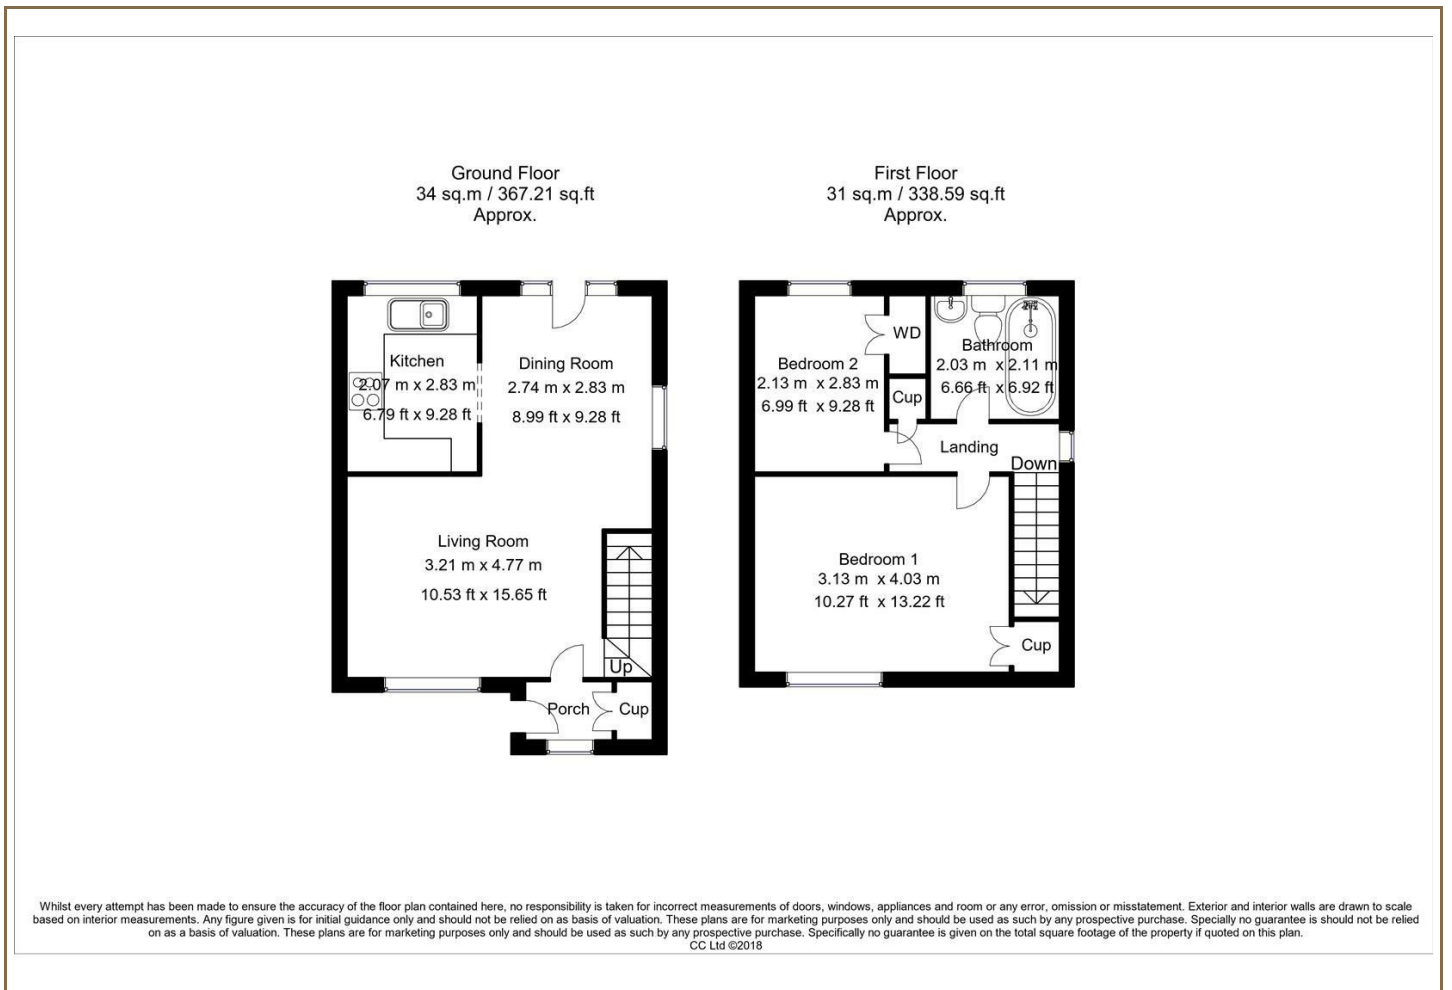 Ground Floor
34 sq.m / 367.21 sq.ft
Approx.
Kitchen
2.07 m x 2.83 m
6.79 ft x 9.28 ft
Dining Room
2.74 m x 2.83 m
8.99 ft x 9.28 ft
Living Room
3.21 m x 4.77 m
10.53 ft x 15.65 ft
Up
Porch
Cup
First Floor
31 sq.m / 338.59 sq.ft
Approx.
WD
Bathroom
2.03 m x 2.11 m
6.66 ft x 6.92 ft
Bedroom 2
2.13 m x 2.83 m
6.99 ft x 9.28 ft
Cup
Landing
Down
Bedroom 1
3.13 m x 4.03 m
10.27 ft x 13.22 ft
Cup
Whilst every attempt has been made to ensure the accuracy of the floor plan contained here, no responsibility is taken for incorrect measurements of doors, windows, appliances and room or any error, omission or misstatement. Exterior and interior walls are drawn to scale
based on interior measurements. Any figure given is for initial guidance only and should not be relied on as basis of valuation. These plans are for marketing purposes only and should be used as such by any prospective purchase. Specially no guarantee is should not be relied
on as a basis of valuation. These plans are for marketing purposes only and should be used as such by any prospective purchase. Specifically no guarantee is given on the total square footage of the property if quoted on this plan.
CC Ltd ©2018